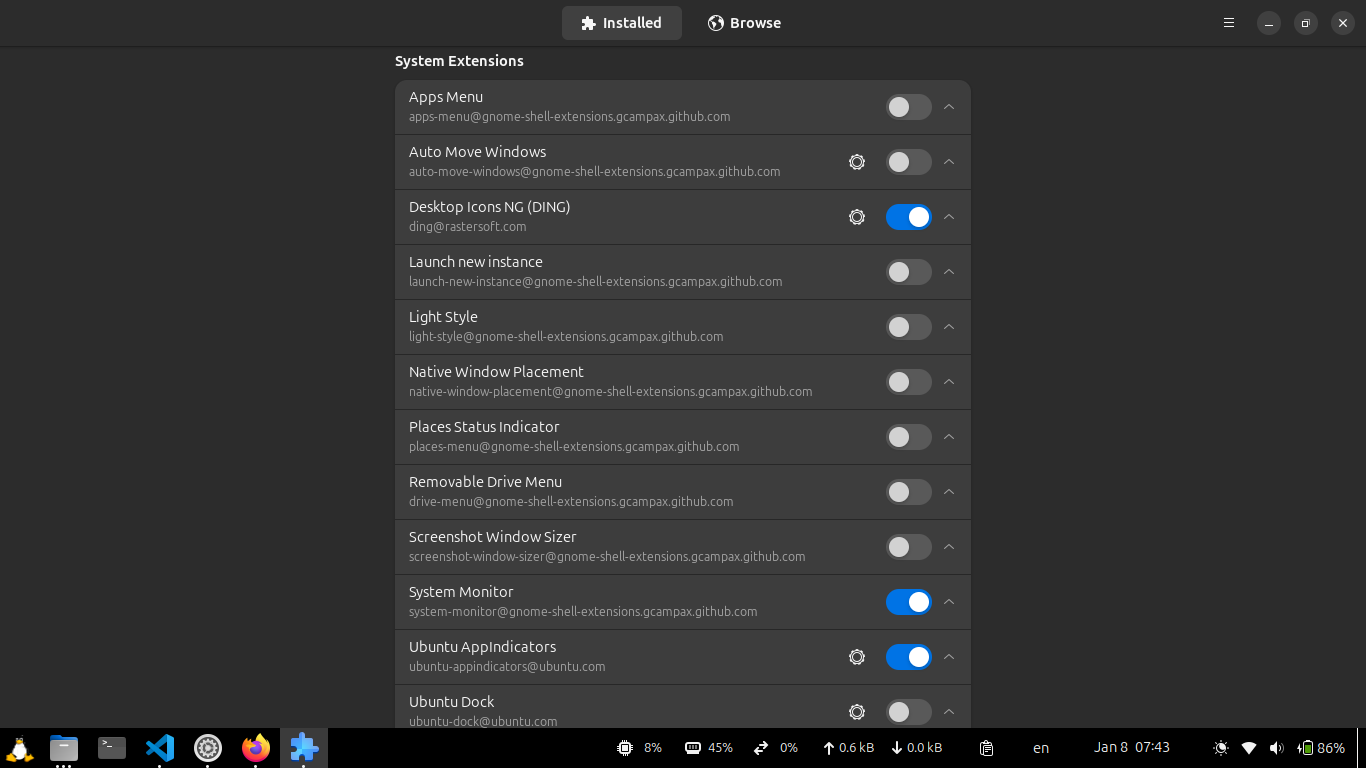 Installed
Browse
System Extensions
Apps Menu
apps-menu@gnome-shell-extensions.gcampax.github.com
Auto Move Windows
auto-move-windows@gnome-shell-extensions.gcampax.github.com
Desktop Icons NG (DING)
ding@rastersoft.com
Launch new instance
launch-new-instance@gnome-shell-extensions.gcampax.github.com
Light Style
light-style@gnome-shell-extensions.gcampax.github.com
Native Window Placement
native-window-placement@gnome-shell-extensions.gcampax.github.com
Places Status Indicator
places-menu@gnome-shell-extensions.gcampax.github.com
Removable Drive Menu
drive-menu@gnome-shell-extensions.gcampax.github.com
Screenshot Window Sizer
screenshot-window-sizer@gnome-shell-extensions.gcampax.github.com
System Monitor
system-monitor@gnome-shell-extensions.gcampax.github.com
Ubuntu AppIndicators
ubuntu-appindicators@ubuntu.com
Ubuntu Dock
ubuntu-dock@ubuntu.com
8% 45% 0% 0.6 kB 0.0 kB en Jan 8 07:43 86%